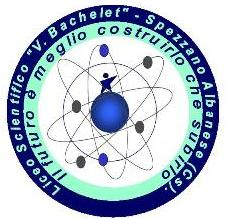 Liceo Scientifico "V. Bachelet" - Spezzano Albanese (Cs).
Il futuro è meglio costruirlo che subirlo